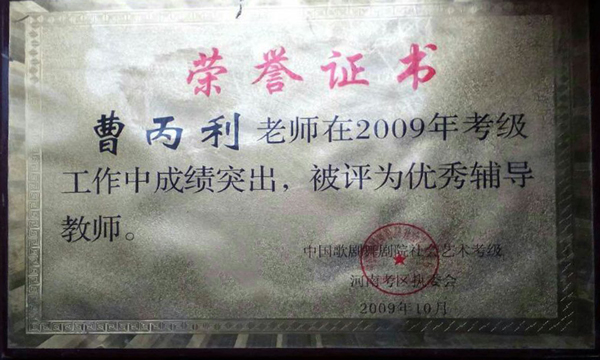 荣誉证书
曹丙利老师在2009年考级
工作中成绩突出，被评为优秀辅导
教师。
中国歌剧舞剧院社会艺术考级
河南考区执委会
2009年10月